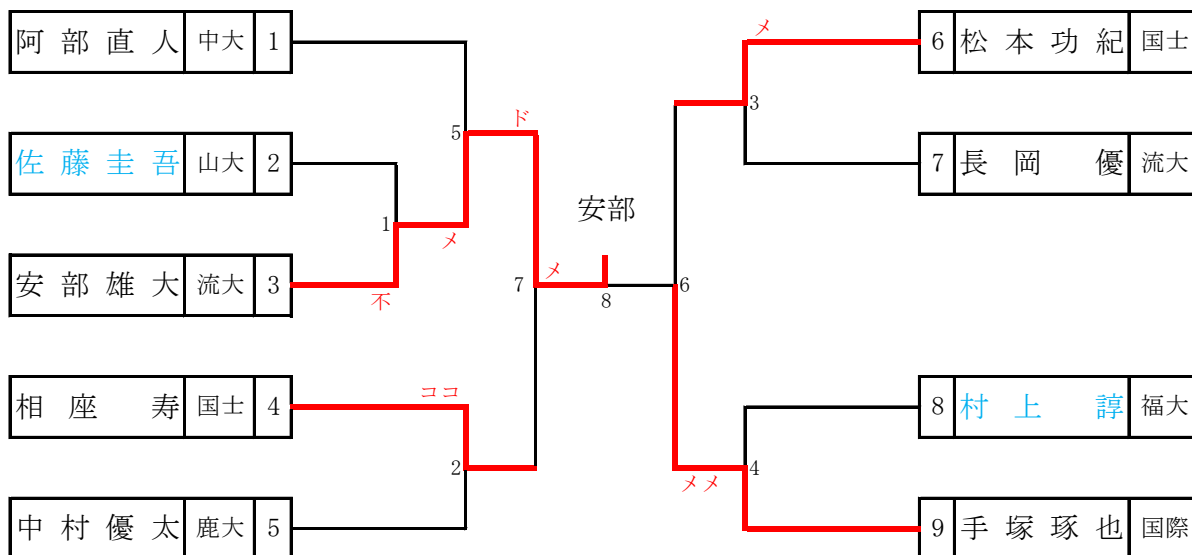 阿部直人 中大 1
佐藤圭吾 山大 2
安部雄大 流大 3
相座 寿 国士 4
中村優太 鹿大 5
5
ド
1
メ
不
ココ
2
7
メ
安部
8
6
メ
3
メメ
4
6 松本功紀 国士
7 長岡 優 流大
8 村上 諄 福大
9 手塚琢也 国際